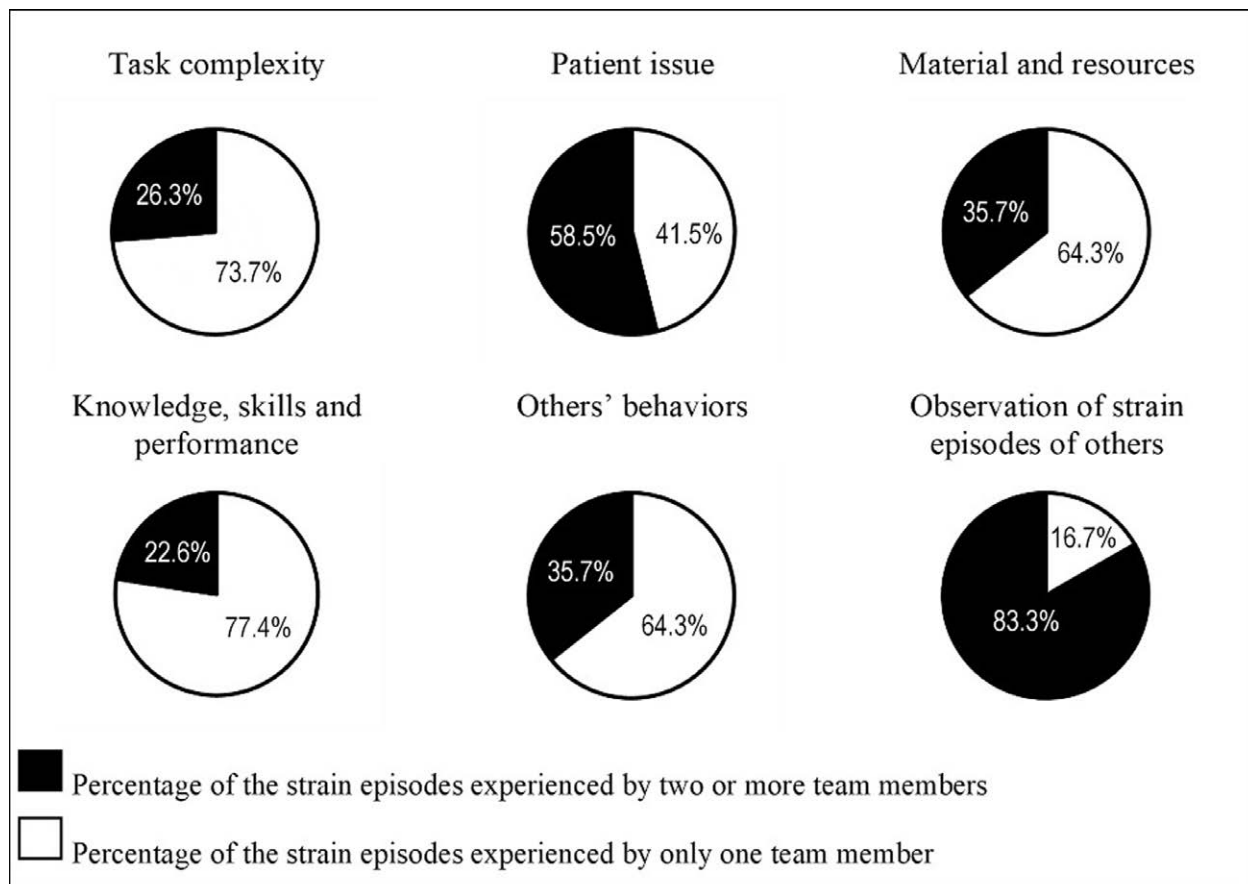 Task complexity
Patient issue
Material and resources
26.3%
73.7%
58.5%
41.5%
35.7%
64.3%
Knowledge, skills and
performance
Others’ behaviors
Observation of strain
episodes of others
22.6%
77.4%
35.7%
64.3%
16.7%
83.3%
Percentage of the strain episodes experienced by two or more team members
Percentage of the strain episodes experienced by only one team member